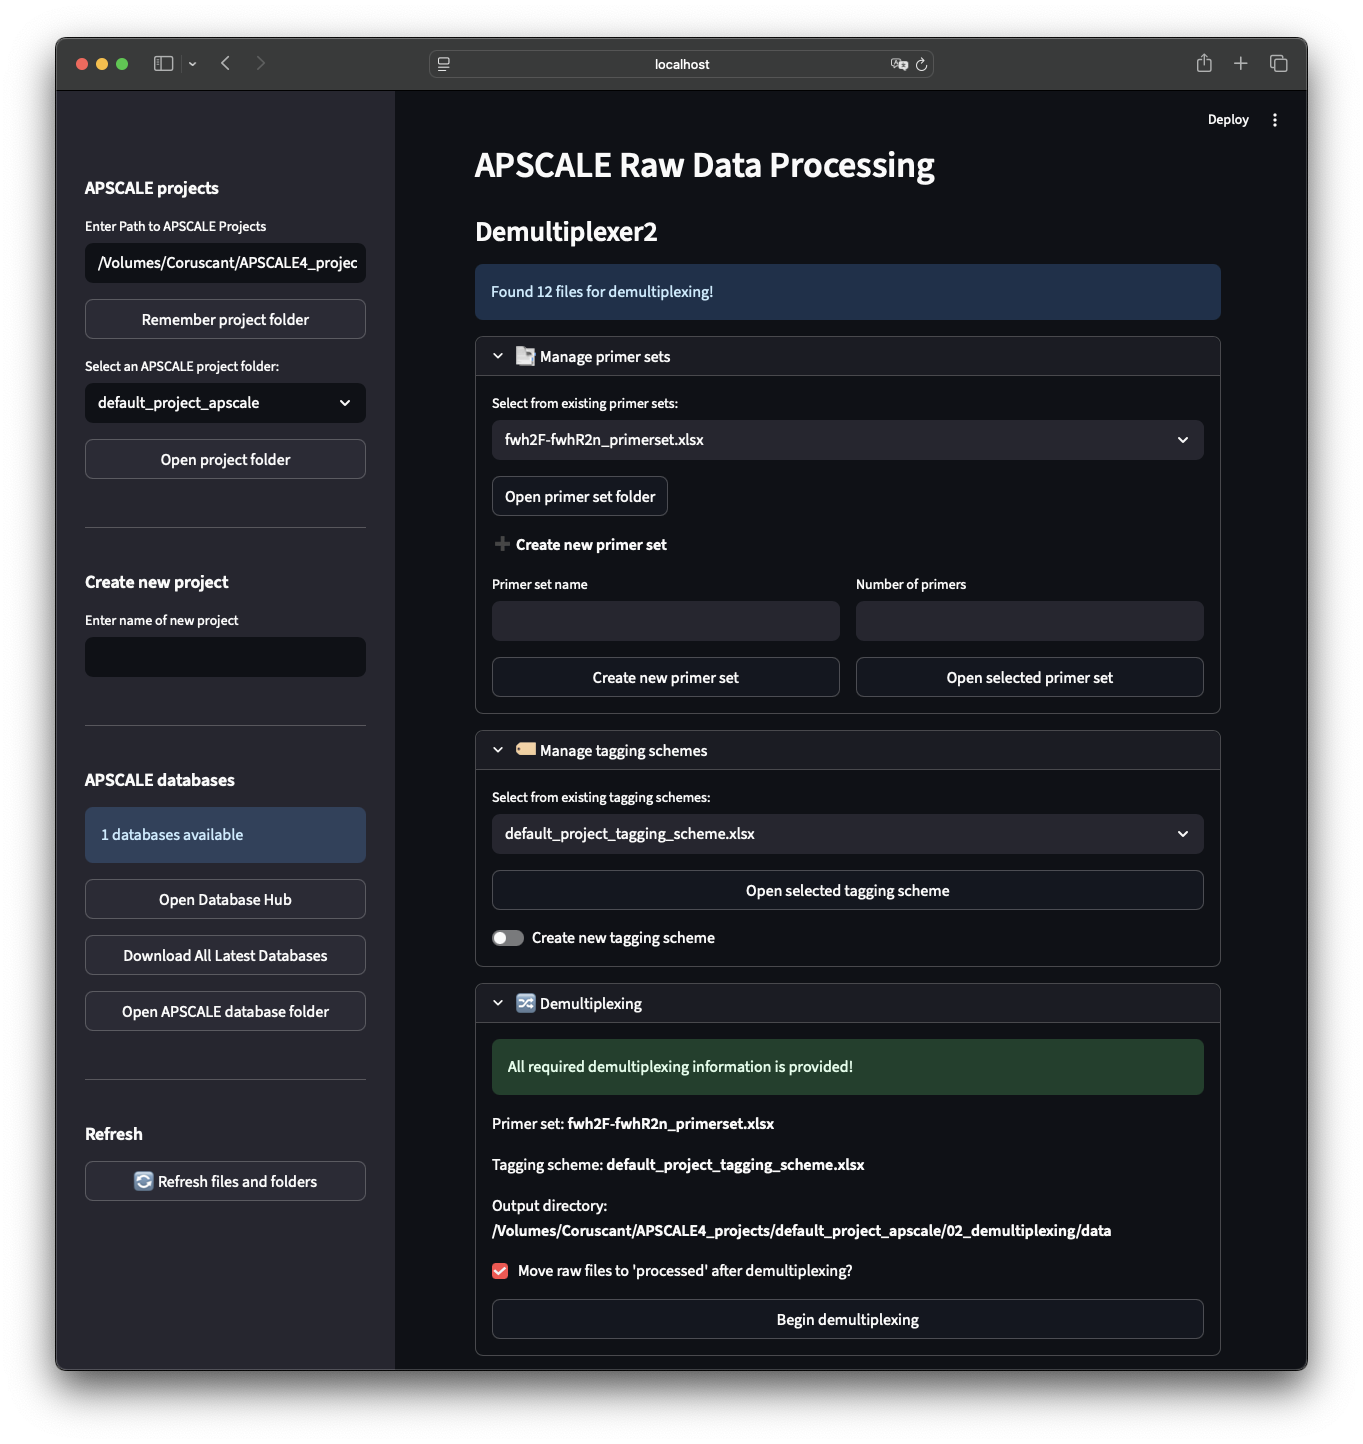 localhost
Deploy
APSCALE projects
Enter Path to APSCALE Projects
/Volumes/Coruscant/APSCALE4_projec
Remember project folder
Select an APSCALE project folder:
default_project_apscale
Open project folder
Create new project
Enter name of new project
APSCALE databases
1 databases available
Open Database Hub
Download All Latest Databases
Open APSCALE database folder
Refresh
Refresh files and folders
APSCALE Raw Data Processing
Demultiplexer2
Found 12 files for demultiplexing!
Manage primer sets
Select from existing primer sets:
fwh2F-fwhR2n_primerset.xlsx
Open primer set folder
Create new primer set
Primer set name
Number of primers
Create new primer set
Open selected primer set
Manage tagging schemes
Select from existing tagging schemes:
default_project_tagging_scheme.xlsx
Open selected tagging scheme
Create new tagging scheme
Demultiplexing
All required demultiplexing information is provided!
Primer set: fwh2F-fwhR2n_primerset.xlsx
Tagging scheme: default_project_tagging_scheme.xlsx
Output directory:
/Volumes/Coruscant/APSCALE4_projects/default_project_apscale/02_demultiplexing/data
Move raw files to 'processed' after demultiplexing?
Begin demultiplexing